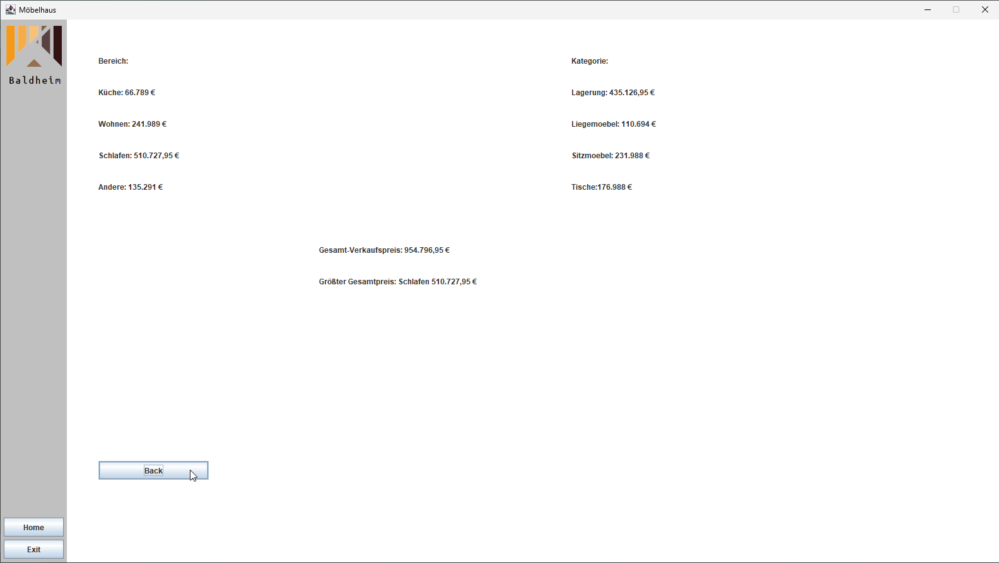 Möbelhaus
Baldheim
Bereich:
Küche: 66.789 €
Wohnen: 241.989 €
Schlafen: 510.727,95 €
Andere: 135.291 €
Kategorie:
Lagerung: 435.126,95 €
Liegemoebel: 110.694 €
Sitzmoebel: 231.988 €
Tische:176.988 €
Gesamt-Verkaufspreis: 954.796,95 €
Größter Gesamtpreis: Schlafen 510.727,95 €
Back
Home
Exit